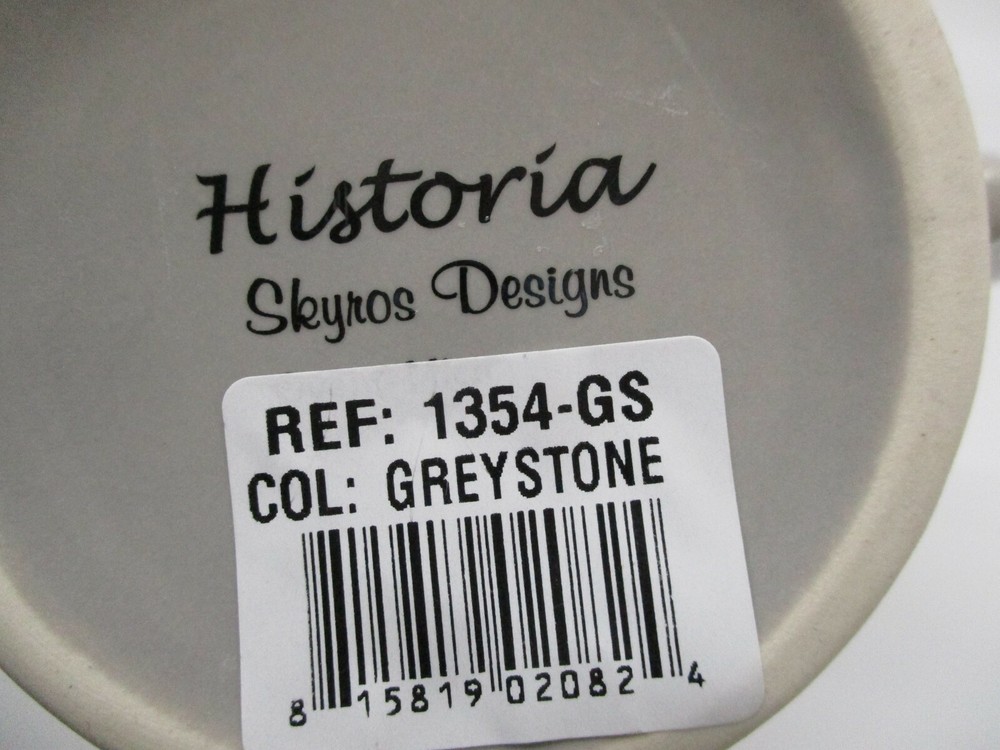 Historia
Skyros Designs
REF: 1354-GS
COL: GREYSTONE
8 15819 02082 4